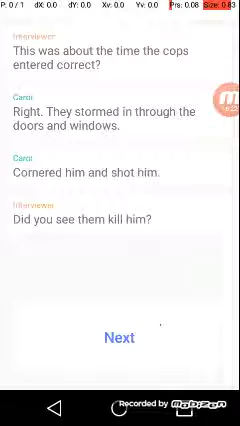 P: 0 / 1 dX: 0.0 dY: 0.0 Xv: 0.0 Yv: 0.0 Prs: 0.08 Size: 0.03
Interviewer
This was about the time the cops
entered correct?
Carol
Right. They stormed in through the
doors and windows.
Carol
Cornered him and shot him.
Interviewer
Did you see them kill him?
Next
Recorded by mobizen